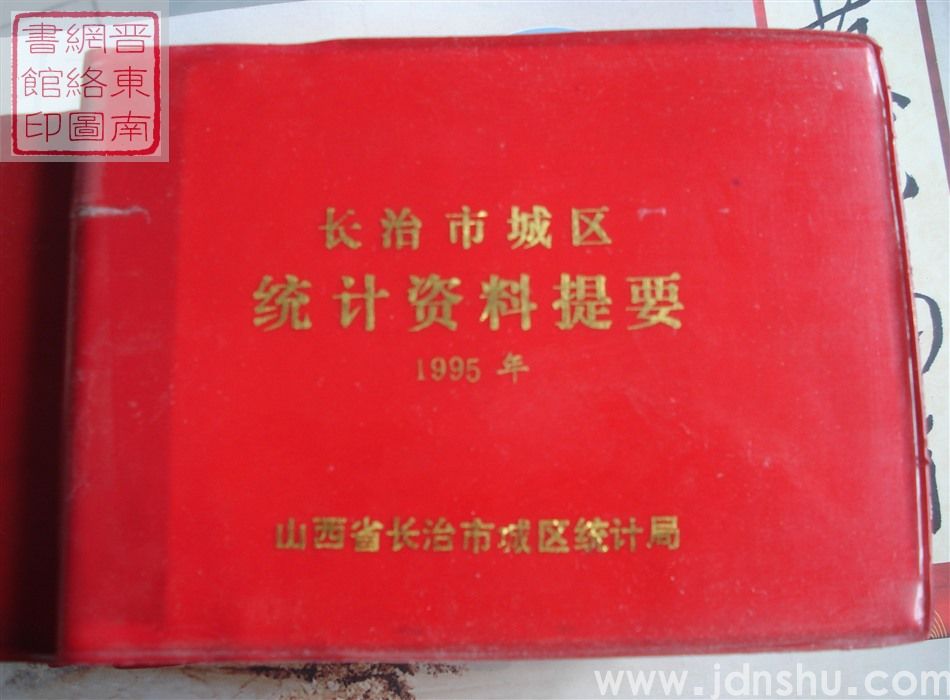 晋東南
網絡圖
書館印
长治市城区
统计资料提要
1995年
山西省长治市城区统计局
www.jdnshu.com